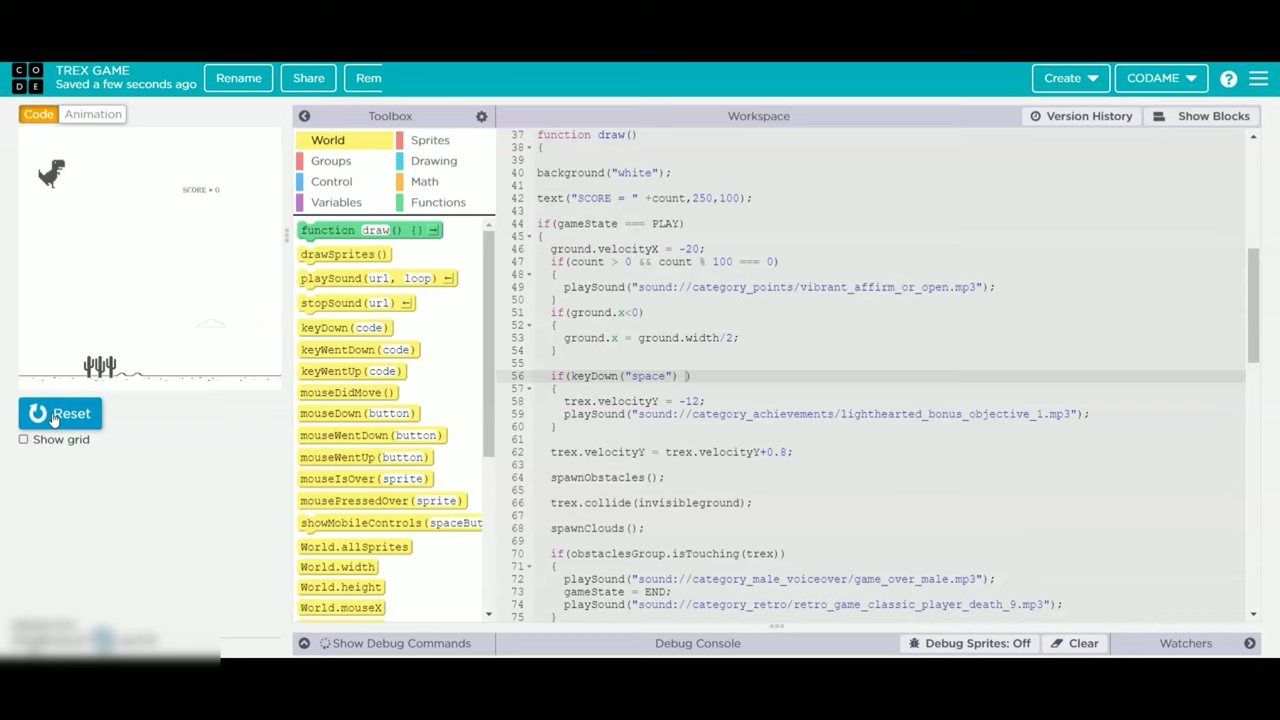 CODE
TREX GAME
Saved a few seconds ago
Rename
Share
Rem
Create
CODAME
?
Code
Animation
Toolbox
Workspace
Version History
Show Blocks
SCORE = 0
Reset
Show grid
World
Sprites
Groups
Drawing
Control
Math
Variables
Functions
function draw() {}
drawSprites()
playSound(url, loop)
stopSound(url)
keyDown(code)
keyWentDown(code)
keyWentUp(code)
mouseDidMove()
mouseDown(button)
mouseWentDown(button)
mouseWentUp(button)
mouseIsOver(sprite)
mousePressedOver(sprite)
showMobileControls(spaceBut
World.allSprites
World.width
World.height
World.mouseX
37 function draw()
38 {
39
40 background("white");
41
42 text("SCORE = " +count,250,100);
43
44 if(gameState === PLAY)
45 {
46 ground.velocityX = -20;
47 if(count > 0 && count % 100 === 0)
48 {
49 playSound("sound://category_points/vibrant_affirm_or_open.mp3");
50 }
51 if(ground.x<0)
52 {
53 ground.x = ground.width/2;
54 }
55
56 if(keyDown("space") )
57 {
58 trex.velocityY = -12;
59 playSound("sound://category_achievements/lighthearted_bonus_objective_1.mp3");
60 }
61
62 trex.velocityY = trex.velocityY+0.8;
63
64 spawnObstacles();
65
66 trex.collide(invisibleground);
67
68 spawnClouds();
69
70 if(obstaclesGroup.isTouching(trex))
71 {
72 playSound("sound://category_male_voiceover/game_over_male.mp3");
73 gameState = END;
74 playSound("sound://category_retro/retro_game_classic_player_death_9.mp3");
75 }
Show Debug Commands
Debug Console
Debug Sprites: Off
Clear
Watchers